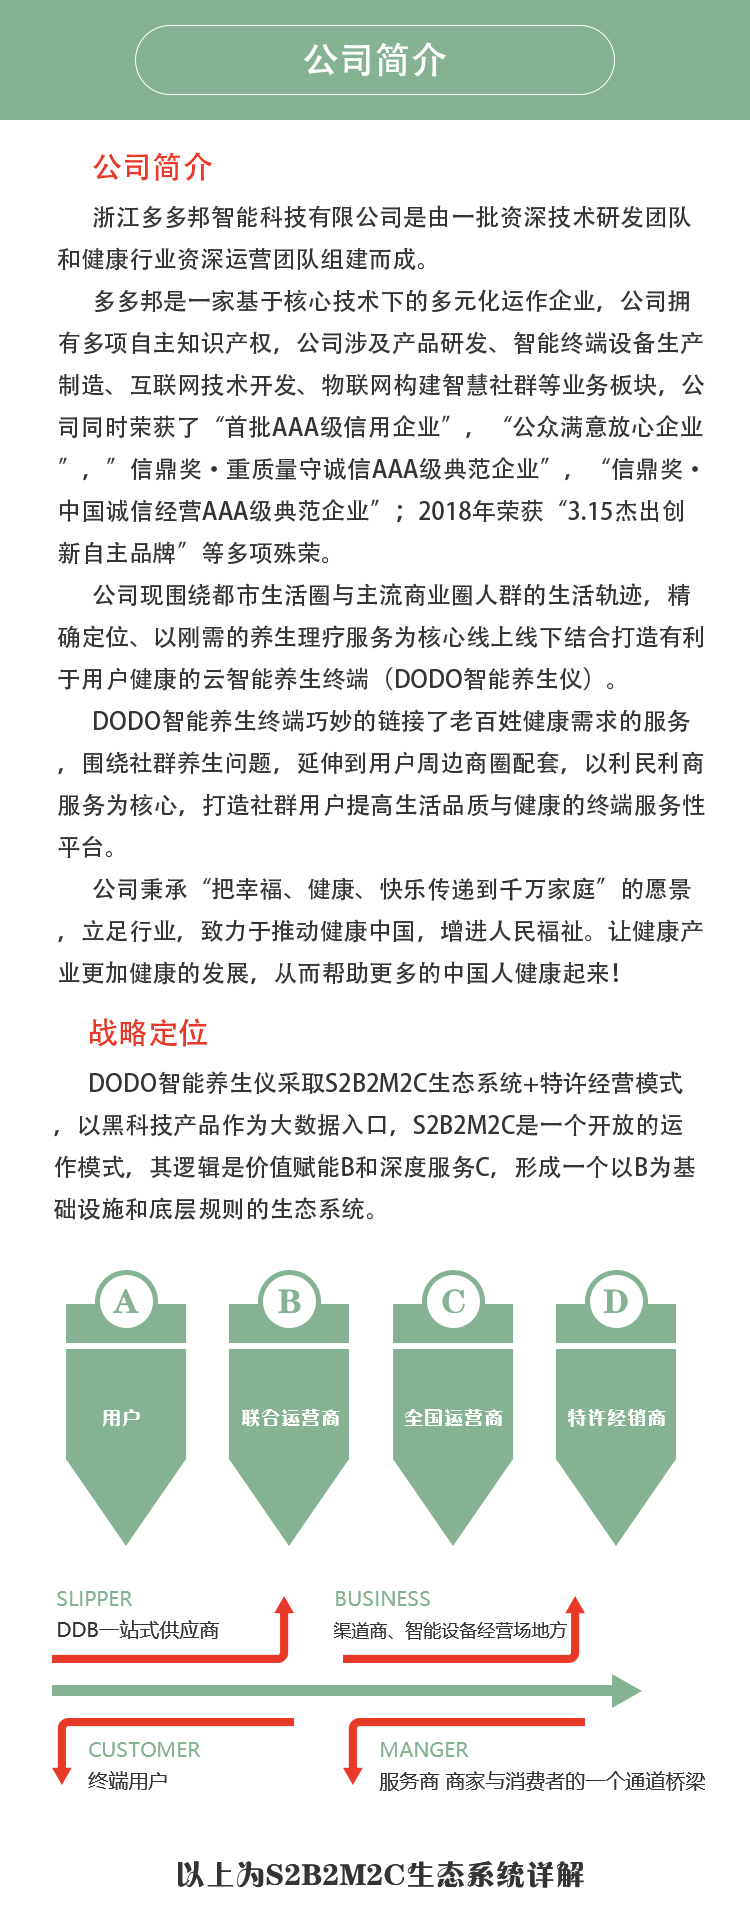 公司简介
公司简介
浙江多多邦智能科技有限公司是由一批资深技术研发团队
和健康行业资深运营团队组建而成。
多多邦是一家基于核心技术下的多元化运作企业，公司拥
有多项自主知识产权，公司涉及产品研发、智能终端设备生产
制造、互联网技术开发、物联网构建智慧社群等业务板块，公
司同时荣获了“首批AAA级信用企业”，“公众满意放心企业
”，”信鼎奖·重质量守诚信AAA级典范企业”，“信鼎奖·
中国诚信经营AAA级典范企业”；2018年荣获“3.15杰出创
新自主品牌”等多项殊荣。
公司现围绕都市生活圈与主流商业圈人群的生活轨迹，精
确定位、以刚需的养生理疗服务为核心线上线下结合打造有利
于用户健康的云智能养生终端（DODO智能养生仪）。
DODO智能养生终端巧妙的链接了老百姓健康需求的服务
，围绕社群养生问题，延伸到用户周边商圈配套，以利民利商
服务为核心，打造社群用户提高生活品质与健康的终端服务性
平台。
公司秉承“把幸福、健康、快乐传递到千万家庭”的愿景
，立足行业，致力于推动健康中国，增进人民福祉。让健康产
业更加健康的发展，从而帮助更多的中国人健康起来！
战略定位
DODO智能养生仪采取S2B2M2C生态系统+特许经营模式
，以黑科技产品作为大数据入口，S2B2M2C是一个开放的运
作模式，其逻辑是价值赋能B和深度服务C，形成一个以B为基
础设施和底层规则的生态系统。
A B C D
用户 联合运营商 全国运营商 特许经销商
SLIPPER BUSINESS
DDB一站式供应商 渠道商、智能设备经营场地方
CUSTOMER MANGER
终端用户 服务商 商家与消费者的一个通道桥梁
以上为S2B2M2C生态系统详解